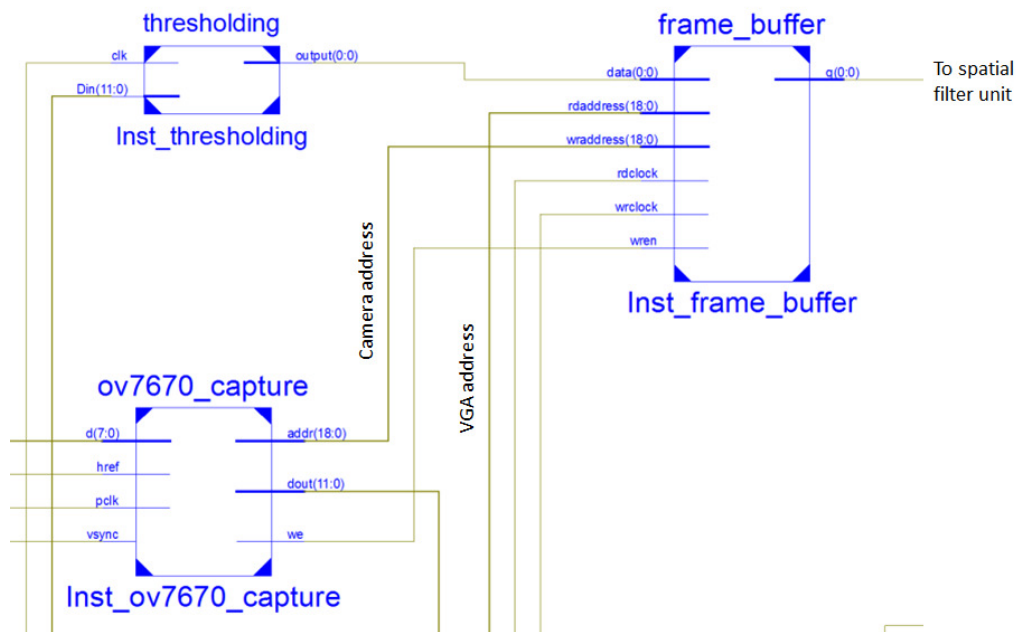 thresholding
clk
output(0:0)
Din(11:0)
Inst_thresholding
frame_buffer
data(0:0)
q(0:0)
rdaddress(18:0)
wraddress(18:0)
rdclock
wrclock
wren
Inst_frame_buffer
To spatial
filter unit
Camera address
VGA address
ov7670_capture
d(7:0)
addr(18:0)
href
dout(11:0)
pclk
vsync
we
Inst_ov7670_capture